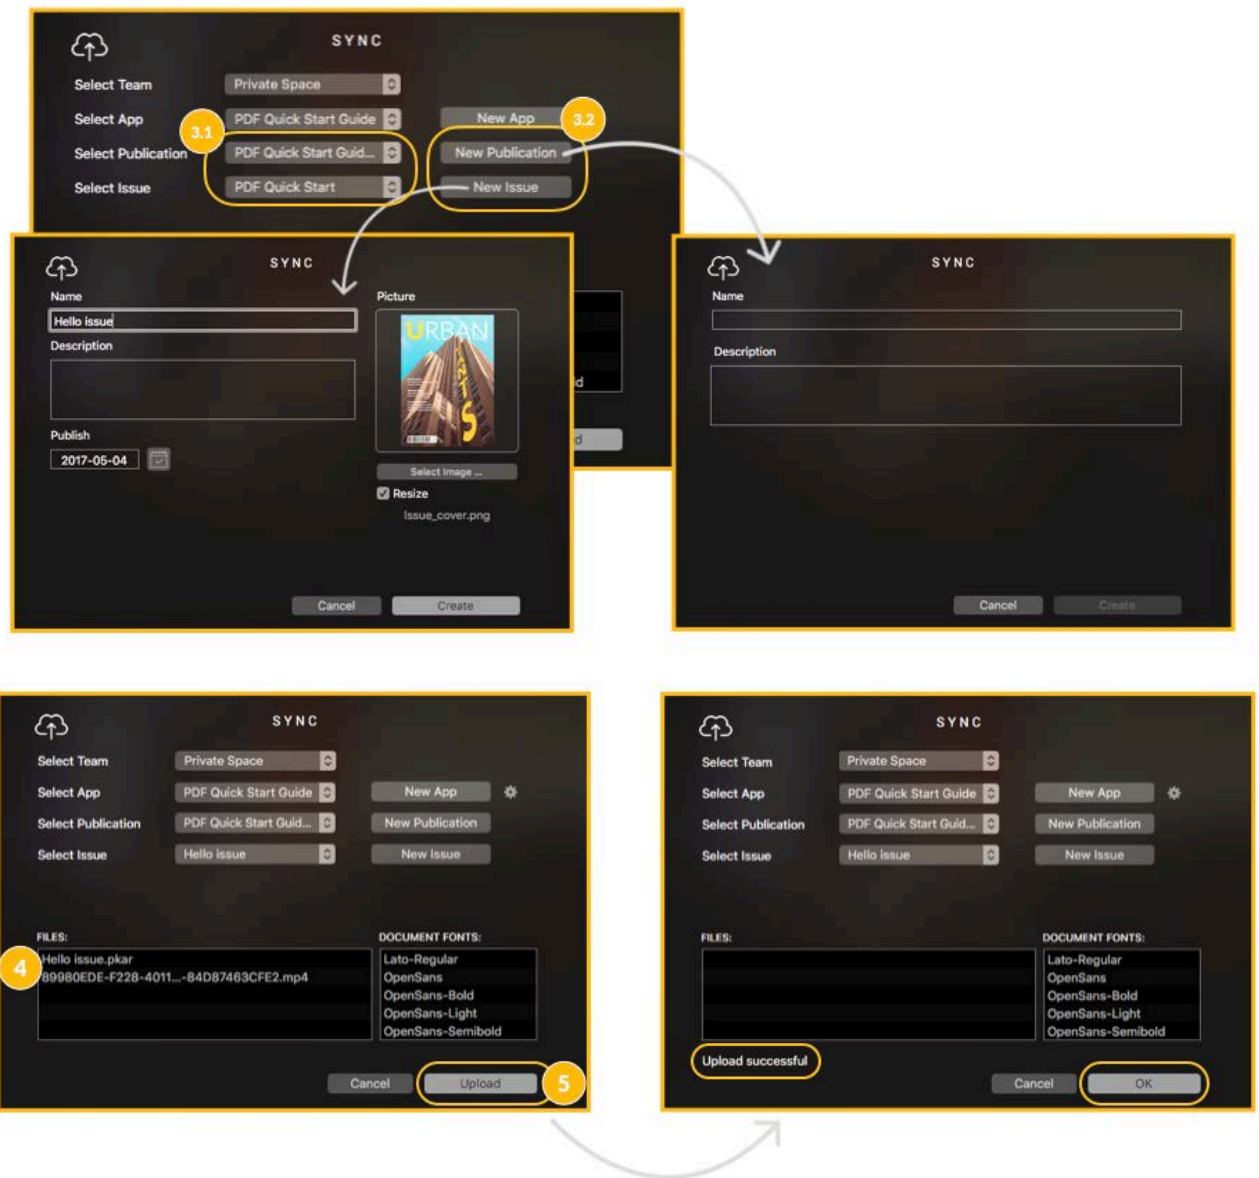 SYNC
Select Team Private Space
Select App PDF Quick Start Guide New App
3.1 3.2
Select Publication PDF Quick Start Guid... New Publication
Select Issue PDF Quick Start New Issue
SYNC
Name Picture
Hello issue
URBAN
GIANTS
Description
Publish
2017-05-04
Select Image ...
Resize
Issue_cover.png
Cancel Create
d
d
SYNC
Name
Description
Cancel Create
SYNC
Select Team Private Space
Select App PDF Quick Start Guide New App
Select Publication PDF Quick Start Guid... New Publication
Select Issue Hello issue New Issue
FILES: DOCUMENT FONTS:
4
Hello issue.pkar Lato-Regular
89980EDE-F228-4011...-84D87463CFE2.mp4 OpenSans
OpenSans-Bold
OpenSans-Light
OpenSans-Semibold
Cancel Upload 5
SYNC
Select Team Private Space
Select App PDF Quick Start Guide New App
Select Publication PDF Quick Start Guid... New Publication
Select Issue Hello issue New Issue
FILES: DOCUMENT FONTS:
Lato-Regular
OpenSans
OpenSans-Bold
OpenSans-Light
OpenSans-Semibold
Upload successful
Cancel OK